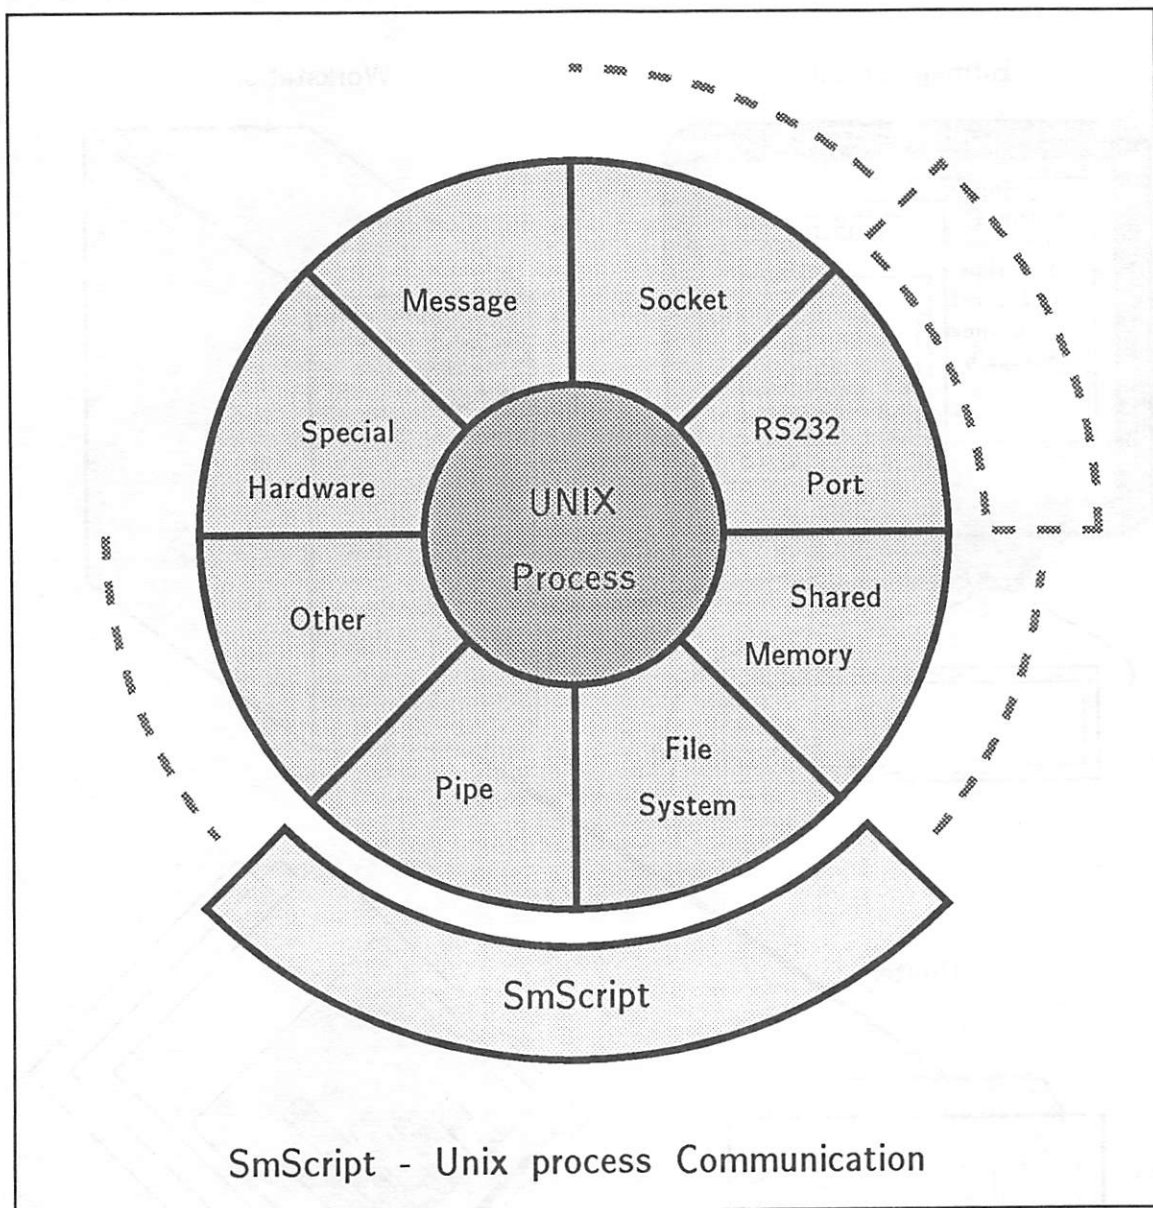 Message
Socket
Special
Hardware
RS232
Port
UNIX
Process
Other
Shared
Memory
Pipe
File
System
SmScript
SmScript - Unix process Communication